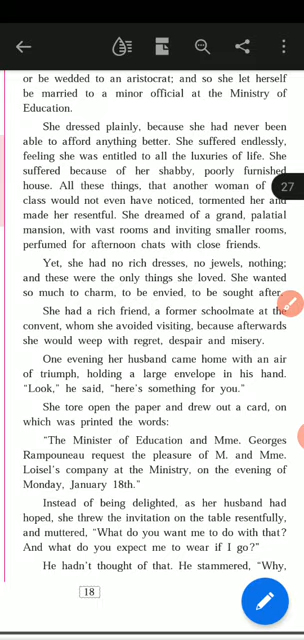 or be wedded to an aristocrat; and so she let herself
be married to a minor official at the Ministry of
Education.
She dressed plainly, because she had never been
able to afford anything better. She suffered endlessly,
feeling she was entitled to all the luxuries of life. She
suffered because of her shabby, poorly furnished
house. All these things, that another woman of
27
class would not even have noticed, tormented her and
made her resentful. She dreamed of a grand, palatial
mansion, with vast rooms and inviting smaller rooms,
perfumed for afternoon chats with close friends.
Yet, she had no rich dresses, no jewels, nothing;
and these were the only things she loved. She wanted
so much to charm, to be envied, to be sought after.
She had a rich friend, a former schoolmate at the
convent, whom she avoided visiting, because afterwards
she would weep with regret, despair and misery.
One evening her husband came home with an air
of triumph, holding a large envelope in his hand.
"Look," he said, "here's something for you."
She tore open the paper and drew out a card, on
which was printed the words:
"The Minister of Education and Mme. Georges
Rampouneau request the pleasure of M. and Mme.
Loisel's company at the Ministry, on the evening of
Monday, January 18th."
Instead of being delighted, as her husband had
hoped, she threw the invitation on the table resentfully,
and muttered, "What do you want me to do with that?
And what do you expect me to wear if I go?"
He hadn't thought of that. He stammered, "Why,
18